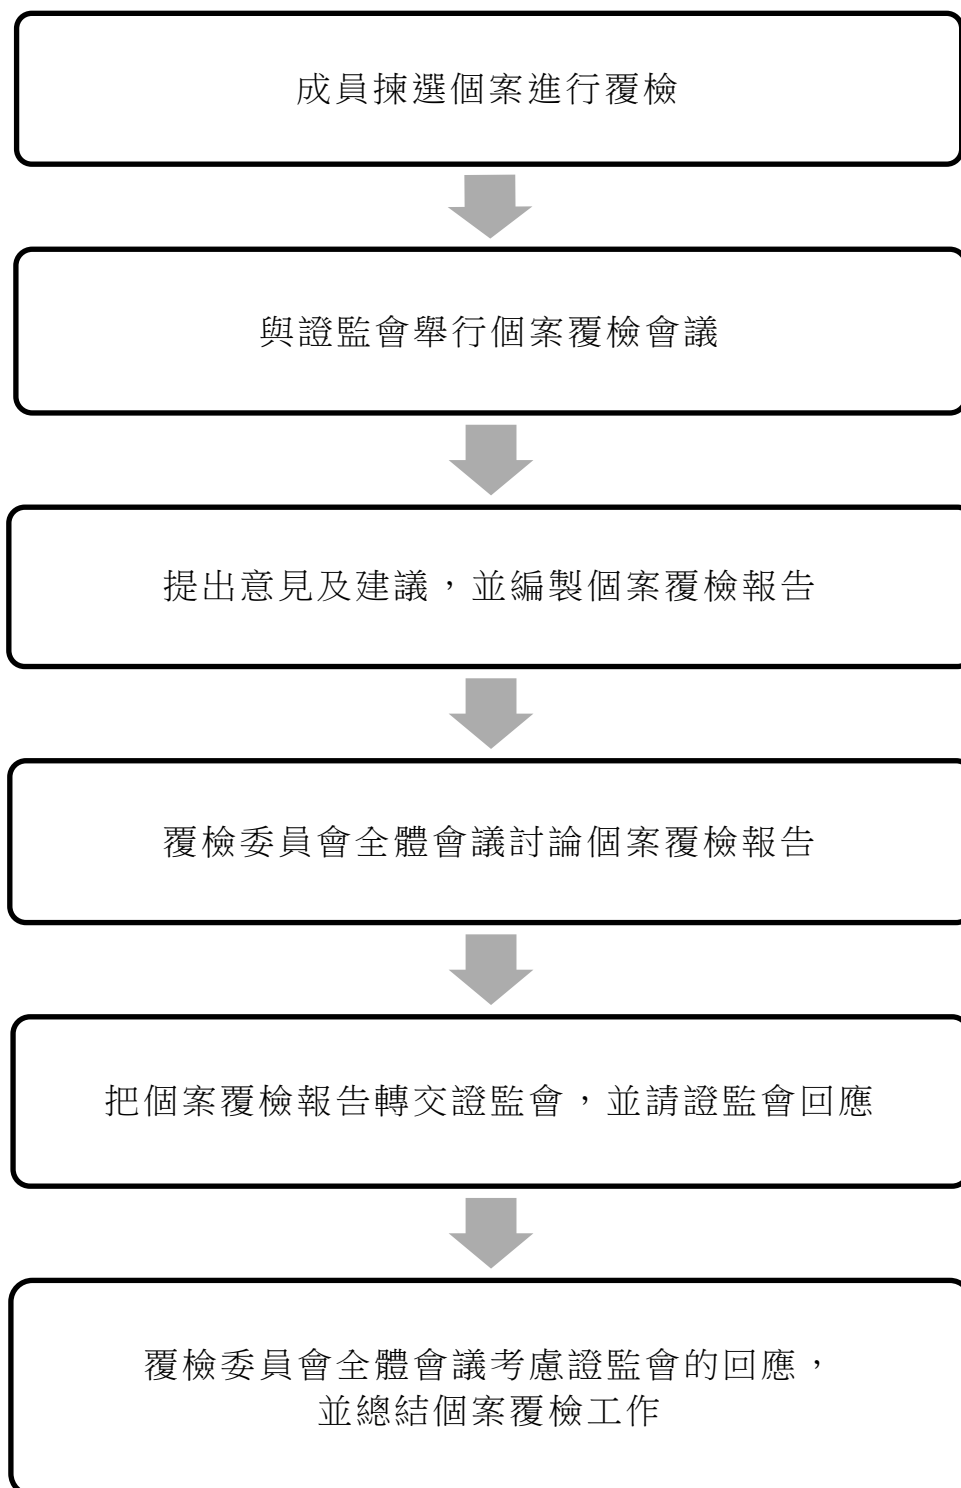 成員揀選個案進行覆檢
與證監會舉行個案覆檢會議
提出意見及建議，並編製個案覆檢報告
覆檢委員會全體會議討論個案覆檢報告
把個案覆檢報告轉交證監會，並請證監會回應
覆檢委員會全體會議考慮證監會的回應，
並總結個案覆檢工作